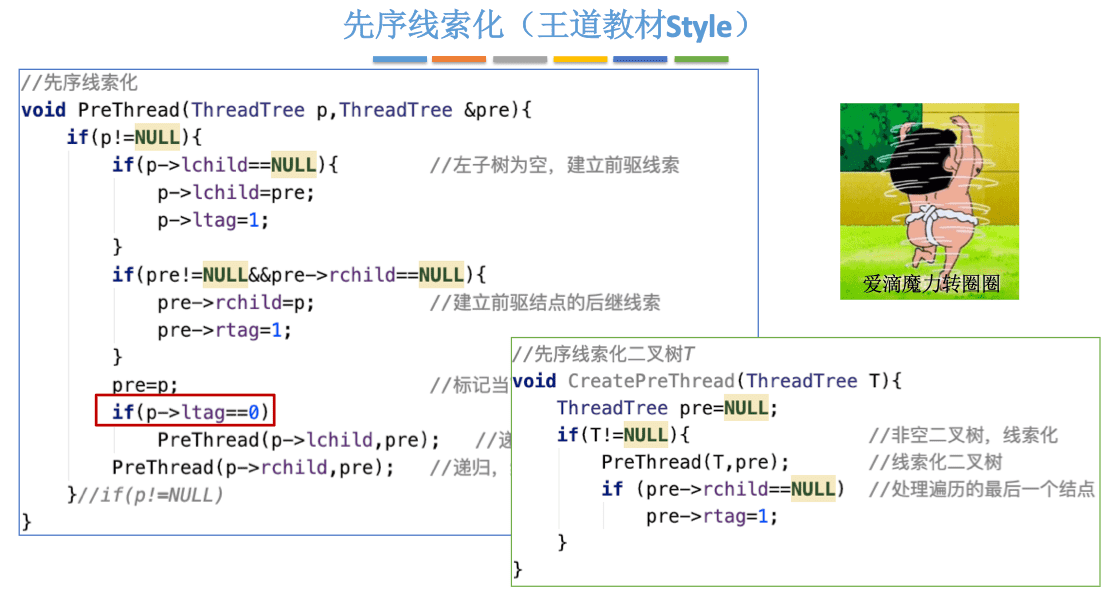 先序线索化（王道教材Style）
//先序线索化
void PreThread(ThreadTree p,ThreadTree &pre){
if(p!=NULL){
if(p->lchild==NULL){ //左子树为空，建立前驱线索
p->lchild=pre;
p->ltag=1;
}
if(pre!=NULL&&pre->rchild==NULL){
pre->rchild=p; //建立前驱结点的后继线索
pre->rtag=1;
}
pre=p; //标记当
if(p->ltag==0)
PreThread(p->lchild,pre); //递
PreThread(p->rchild,pre); //递归，
}//if(p!=NULL)
}
爱滴魔力转圈圈
//先序线索化二叉树T
void CreatePreThread(ThreadTree T){
ThreadTree pre=NULL;
if(T!=NULL){ //非空二叉树，线索化
PreThread(T,pre); //线索化二叉树
if (pre->rchild==NULL) //处理遍历的最后一个结点
pre->rtag=1;
}
}